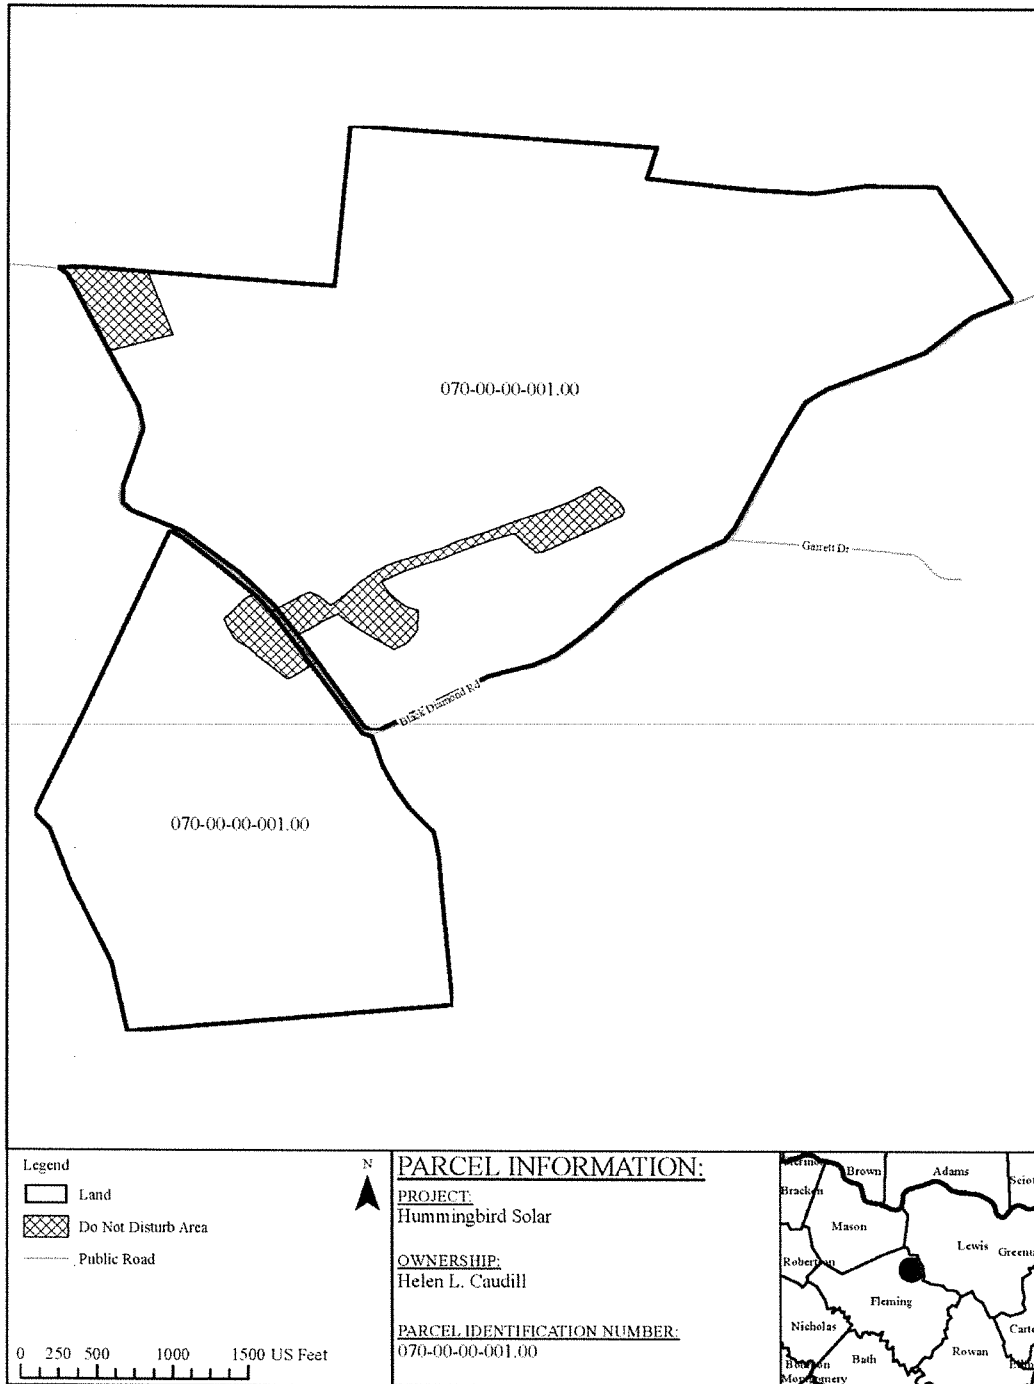 070-00-00-001.00
Garrett Dr
Black Diamond Rd
070-00-00-001.00
Legend
Land
Do Not Disturb Area
Public Road
0 250 500 1000 1500 US Feet
N
PARCEL INFORMATION:
PROJECT:
Hummingbird Solar
OWNERSHIP:
Helen L. Caudill
PARCEL IDENTIFICATION NUMBER:
070-00-00-001.00
Brown
Adams
Bracken
Mason
Lewis
Robertson
Fleming
Nicholas
Rowan
Bath
Montgomery